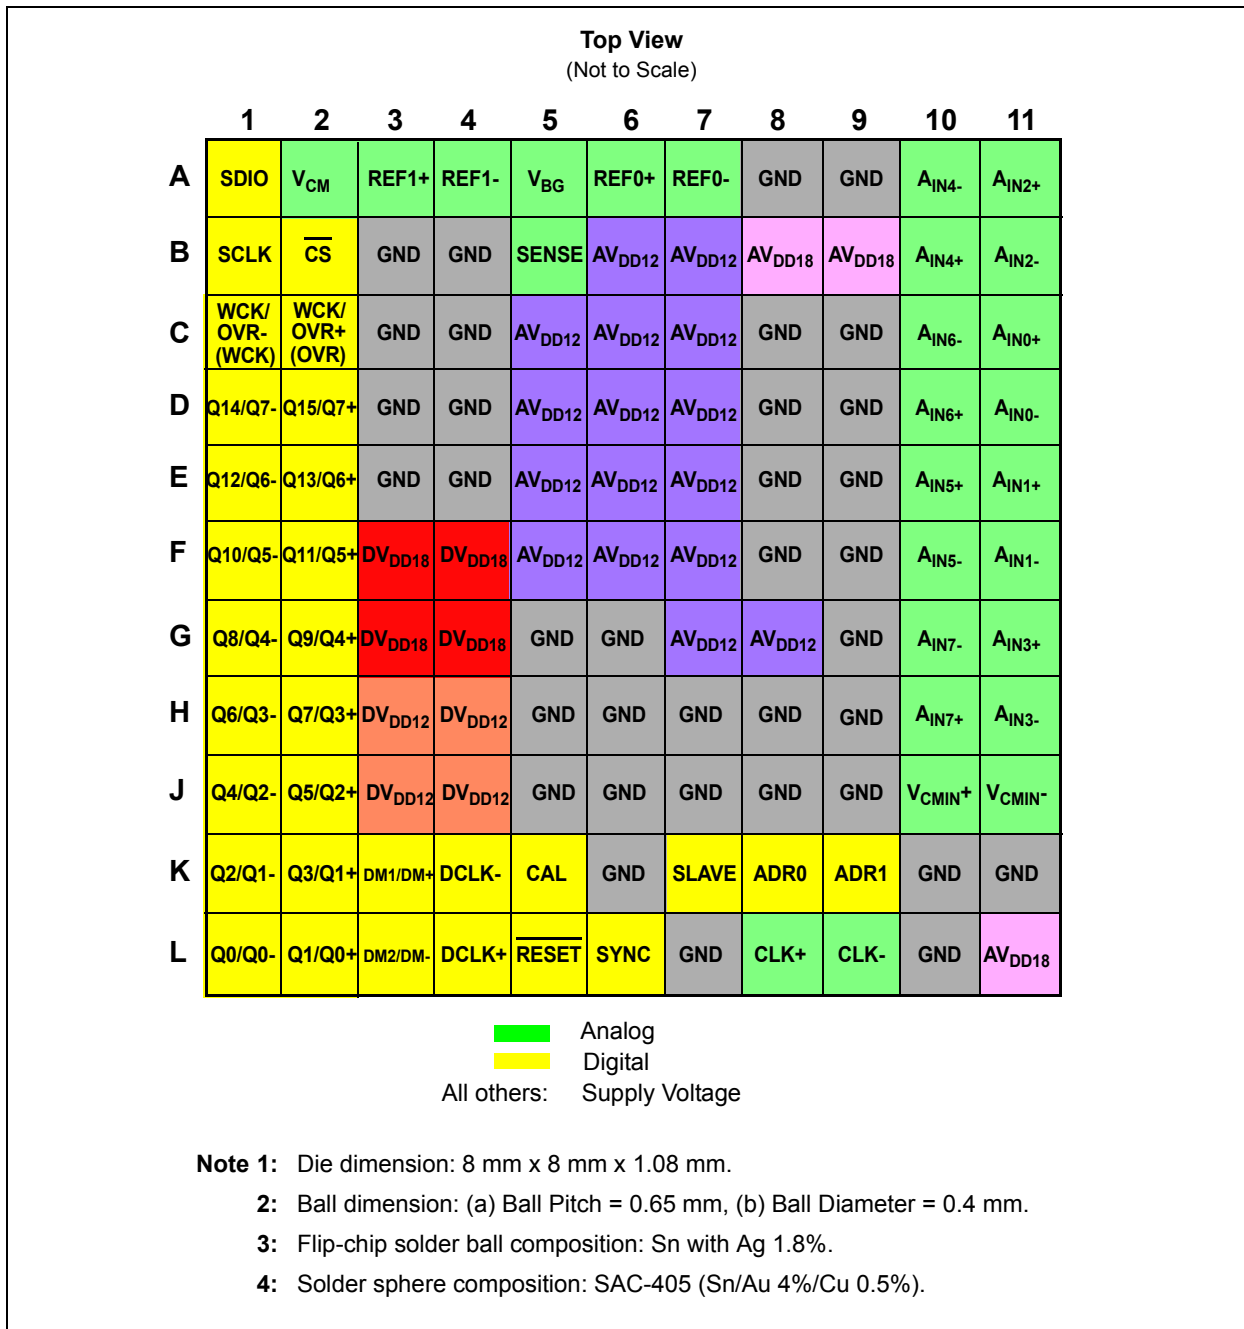 Top View
(Not to Scale)
1 2 3 4 5 6 7 8 9 10 11
A SDIO VCM REF1+ REF1- VBG REF0+ REF0- GND GND AIN4- AIN2+
B SCLK CS GND GND SENSE AVDD12 AVDD12 AVDD18 AVDD18 AIN4+ AIN2-
C WCK/OVR-(WCK) WCK/OVR+(OVR) GND GND AVDD12 AVDD12 AVDD12 GND GND AIN6- AIN0+
D Q14/Q7- Q15/Q7+ GND GND AVDD12 AVDD12 AVDD12 GND GND AIN6+ AIN0-
E Q12/Q6- Q13/Q6+ GND GND AVDD12 AVDD12 AVDD12 GND GND AIN5+ AIN1+
F Q10/Q5- Q11/Q5+ DVDD18 DVDD18 AVDD12 AVDD12 AVDD12 GND GND AIN5- AIN1-
G Q8/Q4- Q9/Q4+ DVDD18 DVDD18 GND GND AVDD12 AVDD12 GND AIN7- AIN3+
H Q6/Q3- Q7/Q3+ DVDD12 DVDD12 GND GND GND GND GND AIN7+ AIN3-
J Q4/Q2- Q5/Q2+ DVDD12 DVDD12 GND GND GND GND GND VCMIN+ VCMIN-
K Q2/Q1- Q3/Q1+ DM1/DM+ DCLK- CAL GND SLAVE ADR0 ADR1 GND GND
L Q0/Q0- Q1/Q0+ DM2/DM- DCLK+ RESET SYNC GND CLK+ CLK- GND AVDD18
Analog
Digital
All others: Supply Voltage
Note 1: Die dimension: 8 mm x 8 mm x 1.08 mm.
2: Ball dimension: (a) Ball Pitch = 0.65 mm, (b) Ball Diameter = 0.4 mm.
3: Flip-chip solder ball composition: Sn with Ag 1.8%.
4: Solder sphere composition: SAC-405 (Sn/Au 4%/Cu 0.5%).